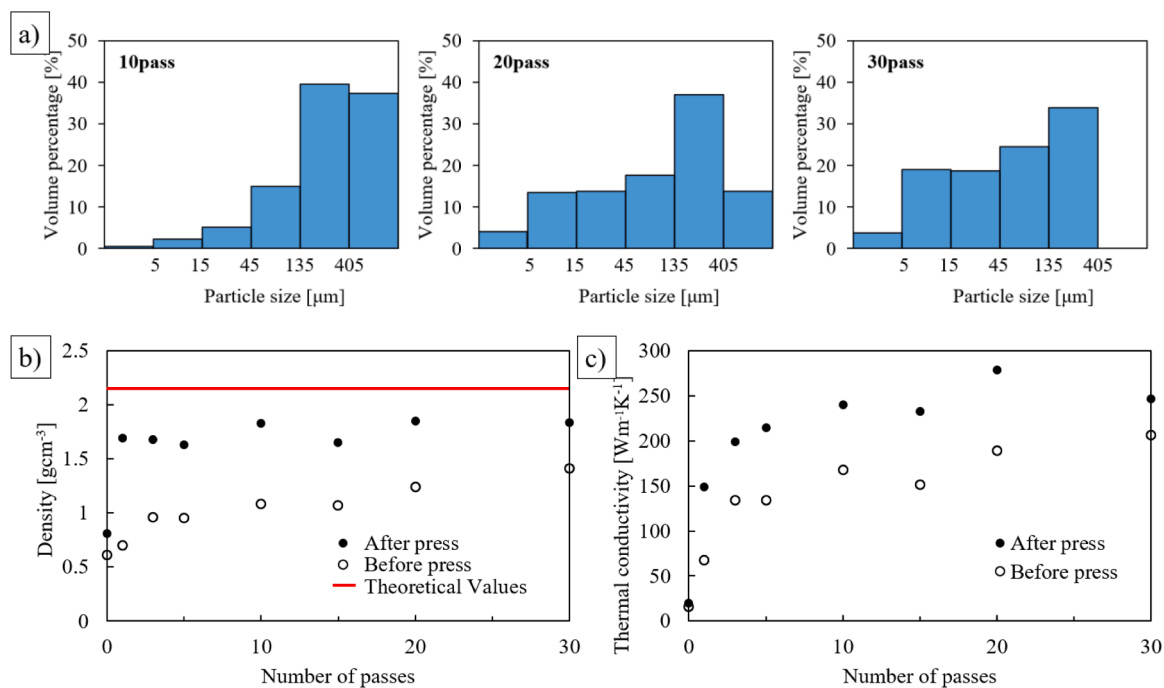 a)
Volume percentage [%]
50
40
30
20
10
0
10pass
5 15 45 135 405
Particle size [μm]
Volume percentage [%]
50
40
30
20
10
0
20pass
5 15 45 135 405
Particle size [μm]
Volume percentage [%]
50
40
30
20
10
0
30pass
5 15 45 135 405
Particle size [μm]
b)
Density [gcm⁻³]
2.5
2
1.5
1
0.5
0
After press
Before press
Theoretical Values
0 10 20 30
Number of passes
c)
Thermal conductivity [Wm⁻¹K⁻¹]
300
250
200
150
100
50
0
After press
Before press
0 10 20 30
Number of passes